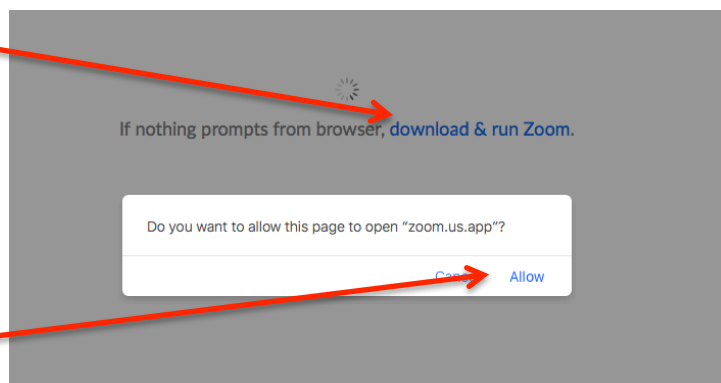 If nothing prompts from browser, download & run Zoom.
Do you want to allow this page to open "zoom.us.app"?
Cancel Allow